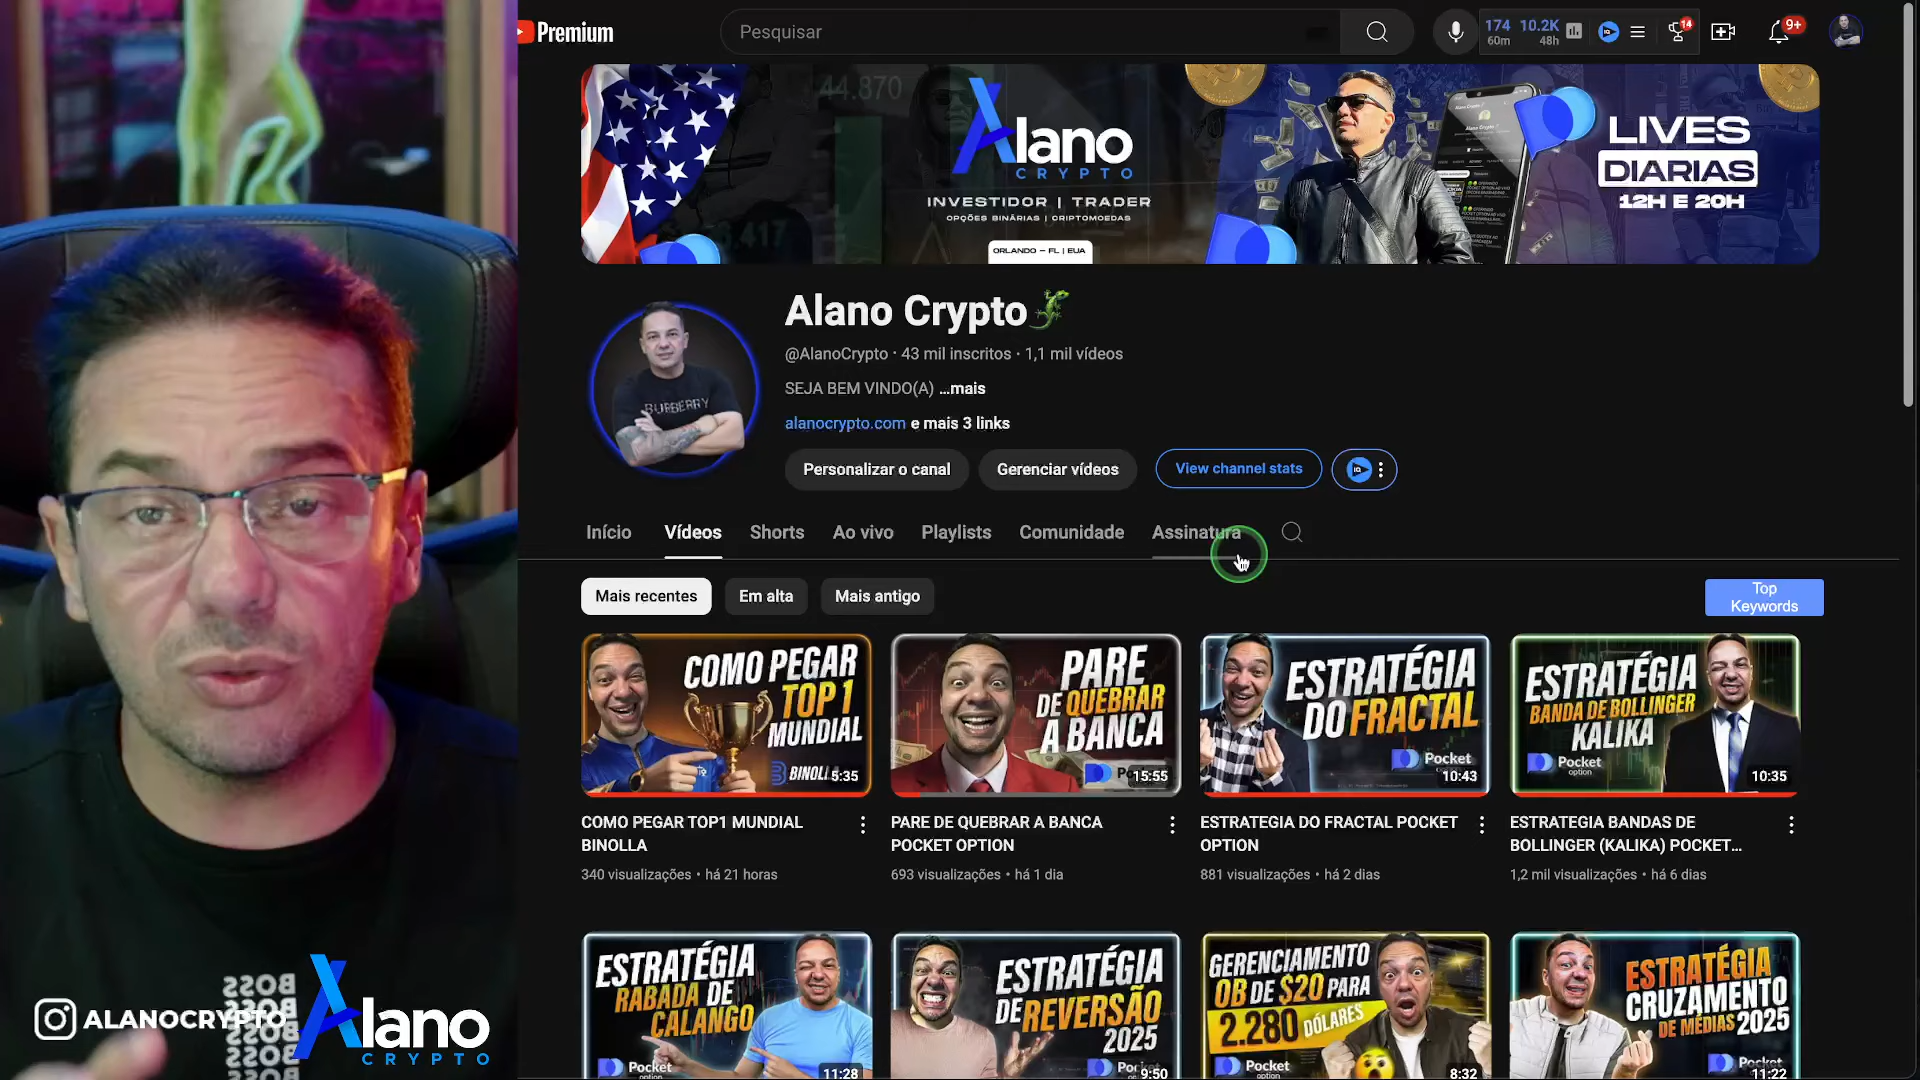 Premium
Pesquisar
174
60m
10.2K
48h
14
9+
44.870
Alano
CRYPTO
INVESTIDOR | TRADER
OPÇÕES BINÁRIAS | CRIPTOMOEDAS
ORLANDO – FL | EUA
LIVES
DIARIAS
12H E 20H
Alano Crypto
@AlanoCrypto · 43 mil inscritos · 1,1 mil vídeos
SEJA BEM VINDO(A) ...mais
alanocrypto.com e mais 3 links
Personalizar o canal
Gerenciar vídeos
View channel stats
BURBERRY
Início
Vídeos
Shorts
Ao vivo
Playlists
Comunidade
Assinatura
Mais recentes
Em alta
Mais antigo
Top
Keywords
COMO PEGAR
TOP 1
MUNDIAL
5:35
PARE
DE QUEBRAR
A BANCA
15:55
ESTRATÉGIA
DO FRACTAL
Pocket
10:43
ESTRATÉGIA
BANDA DE BOLLINGER
KALIKA
Pocket
option
10:35
COMO PEGAR TOP1 MUNDIAL
BINOLLA
340 visualizações • há 21 horas
PARE DE QUEBRAR A BANCA
POCKET OPTION
693 visualizações • há 1 dia
ESTRATEGIA DO FRACTAL POCKET
OPTION
881 visualizações • há 2 dias
ESTRATEGIA BANDAS DE
BOLLINGER (KALIKA) POCKET...
1,2 mil visualizações • há 6 dias
ESTRATÉGIA
RABADA DE
CALANGO
Pocket
11:28
ESTRATÉGIA
DE REVERSÃO
2025
9:50
GERENCIAMENTO
OB DE $20 PARA
2.280 DÓLARES
Pocket
option
8:32
ESTRATÉGIA
CRUZAMENTO
DE MÉDIAS 2025
Pocket
11:22
ALANOCRYPTO
Alano
CRYPTO